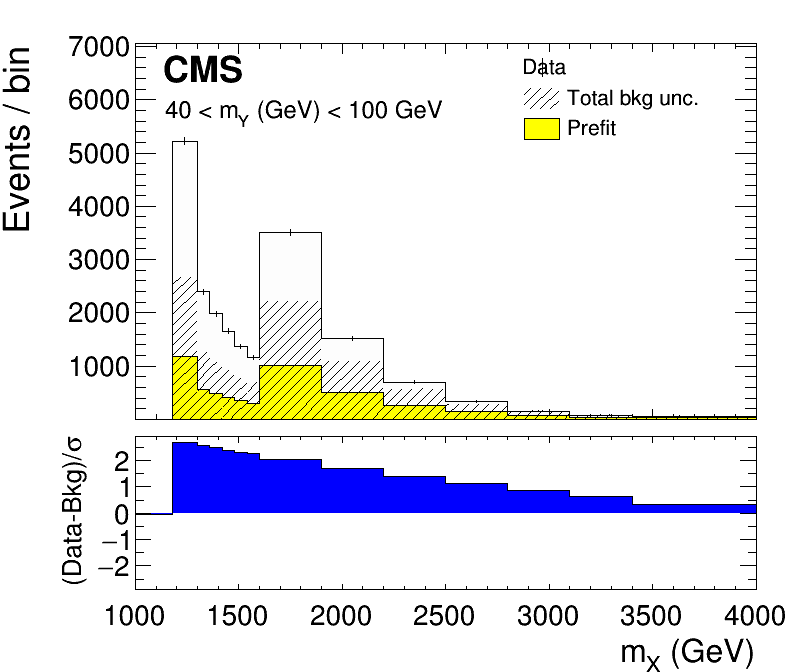 7000
6000
5000
4000
3000
2000
1000
Events / bin
CMS
40 < mY (GeV) < 100 GeV
Data
Total bkg unc.
Prefit
2
1
0
−1
−2
(Data-Bkg)/σ
1000 1500 2000 2500 3000 3500 4000
mX (GeV)